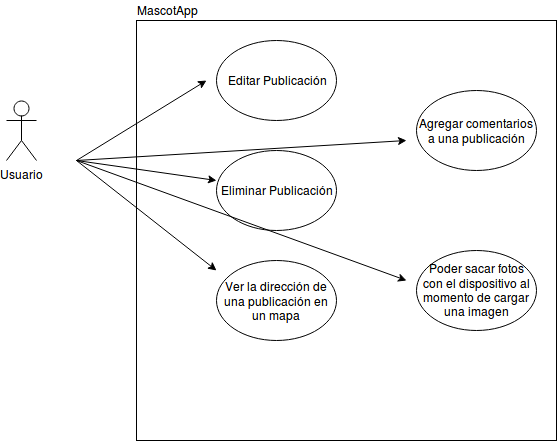 MascotApp
Editar Publicación
Agregar comentarios
a una publicación
Usuario
Eliminar Publicación
Ver la dirección de
una publicación en
un mapa
Poder sacar fotos
con el dispositivo al
momento de cargar
una imagen